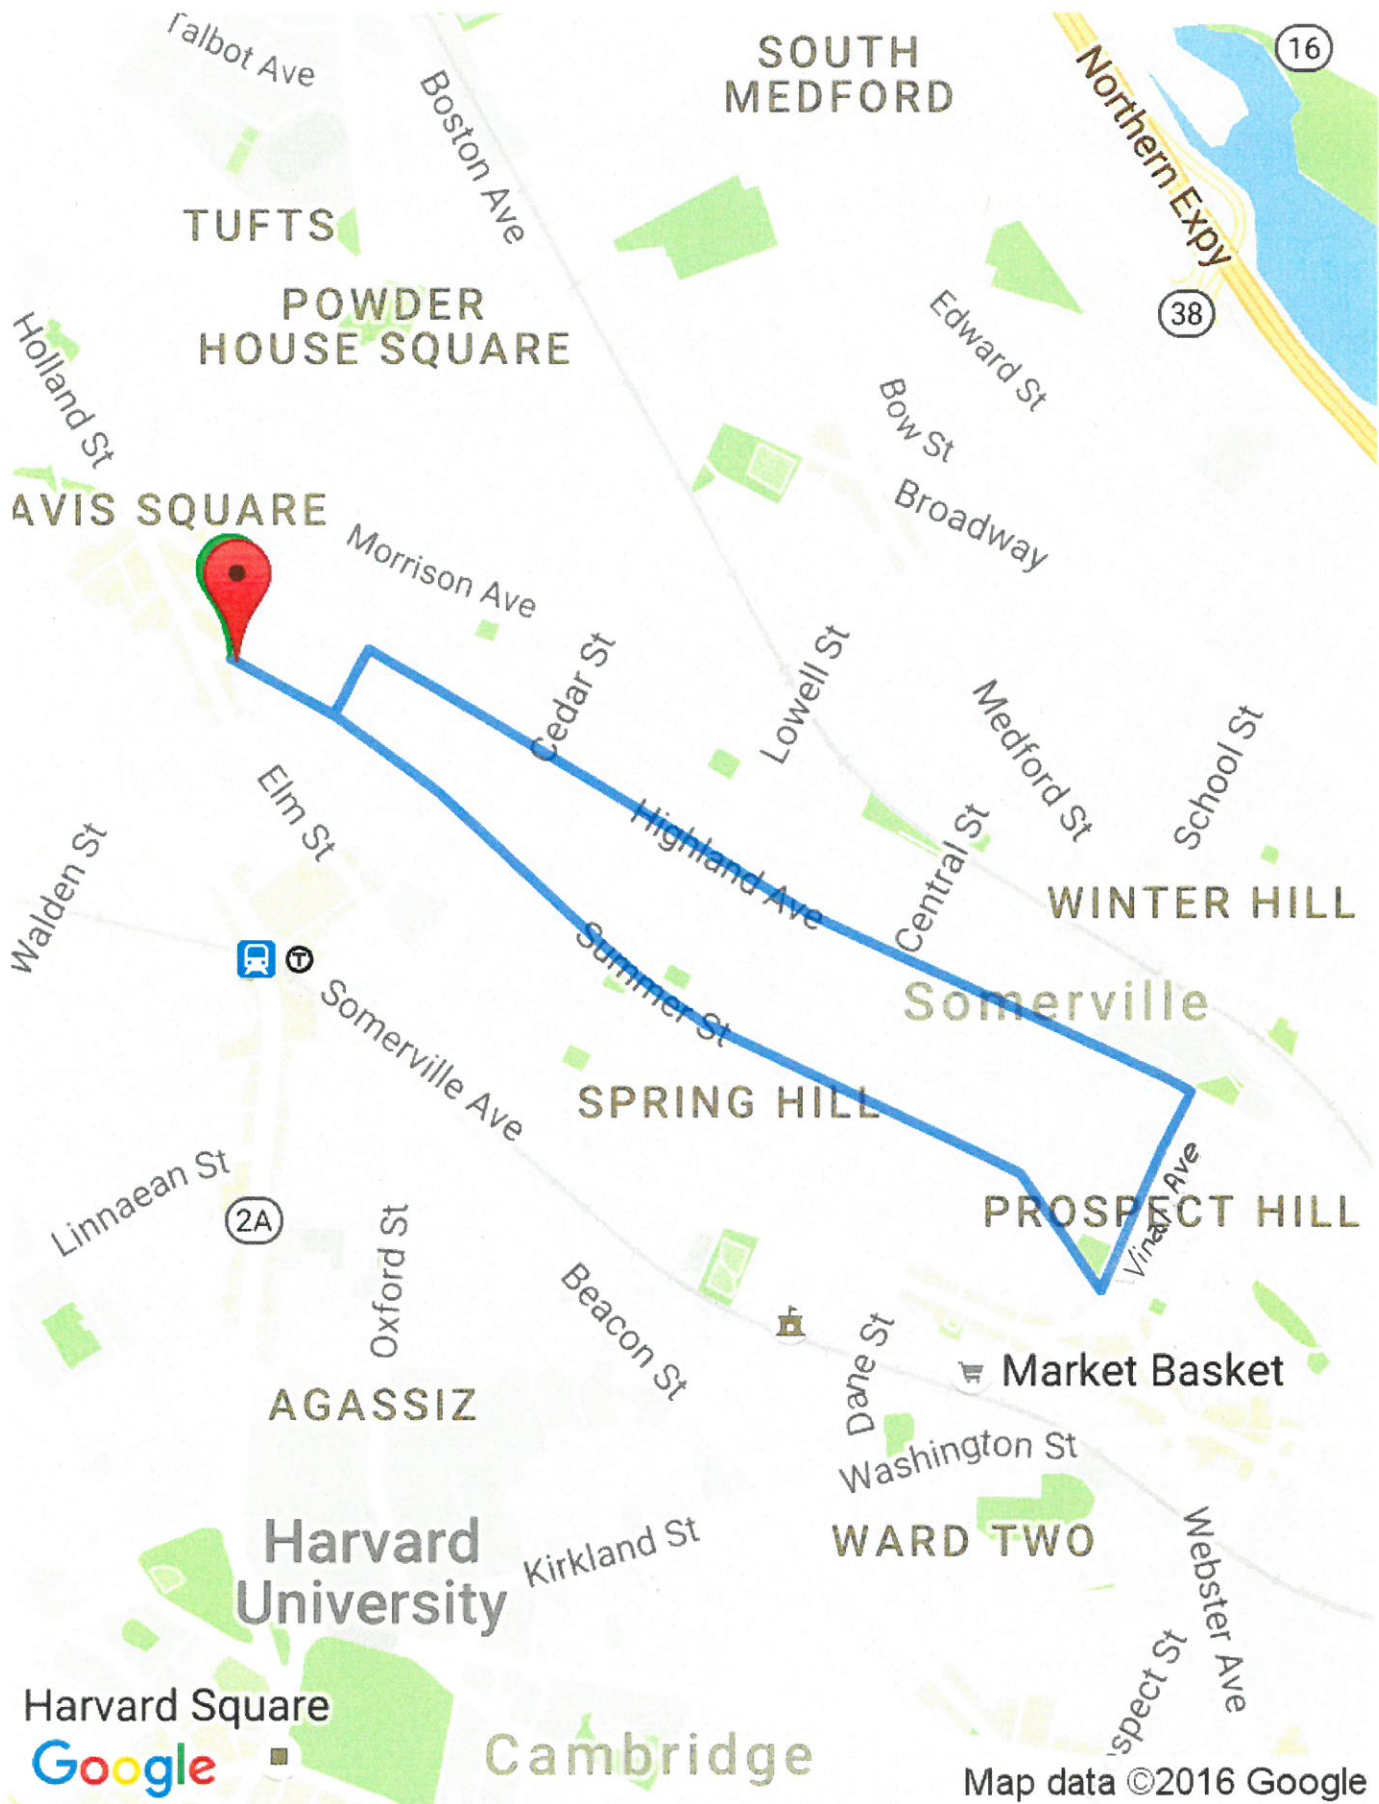 Talbot Ave
Boston Ave
SOUTH
MEDFORD
Northern Expy
16
TUFTS
POWDER
HOUSE SQUARE
38
Edward St
Holland St
Bow St
Broadway
AVIS SQUARE
Morrison Ave
Cedar St
Lowell St
Medford St
School St
Elm St
Highland Ave
Central St
Walden St
WINTER HILL
Summer St
Somerville
Somerville Ave
SPRING HILL
Linnaean St
2A
Oxford St
PROSPECT HILL
Vinal Ave
Beacon St
T
Dane St
Market Basket
AGASSIZ
Washington St
Harvard
University
Kirkland St
WARD TWO
Webster Ave
spect St
Harvard Square
Google
Cambridge
Map data ©2016 Google